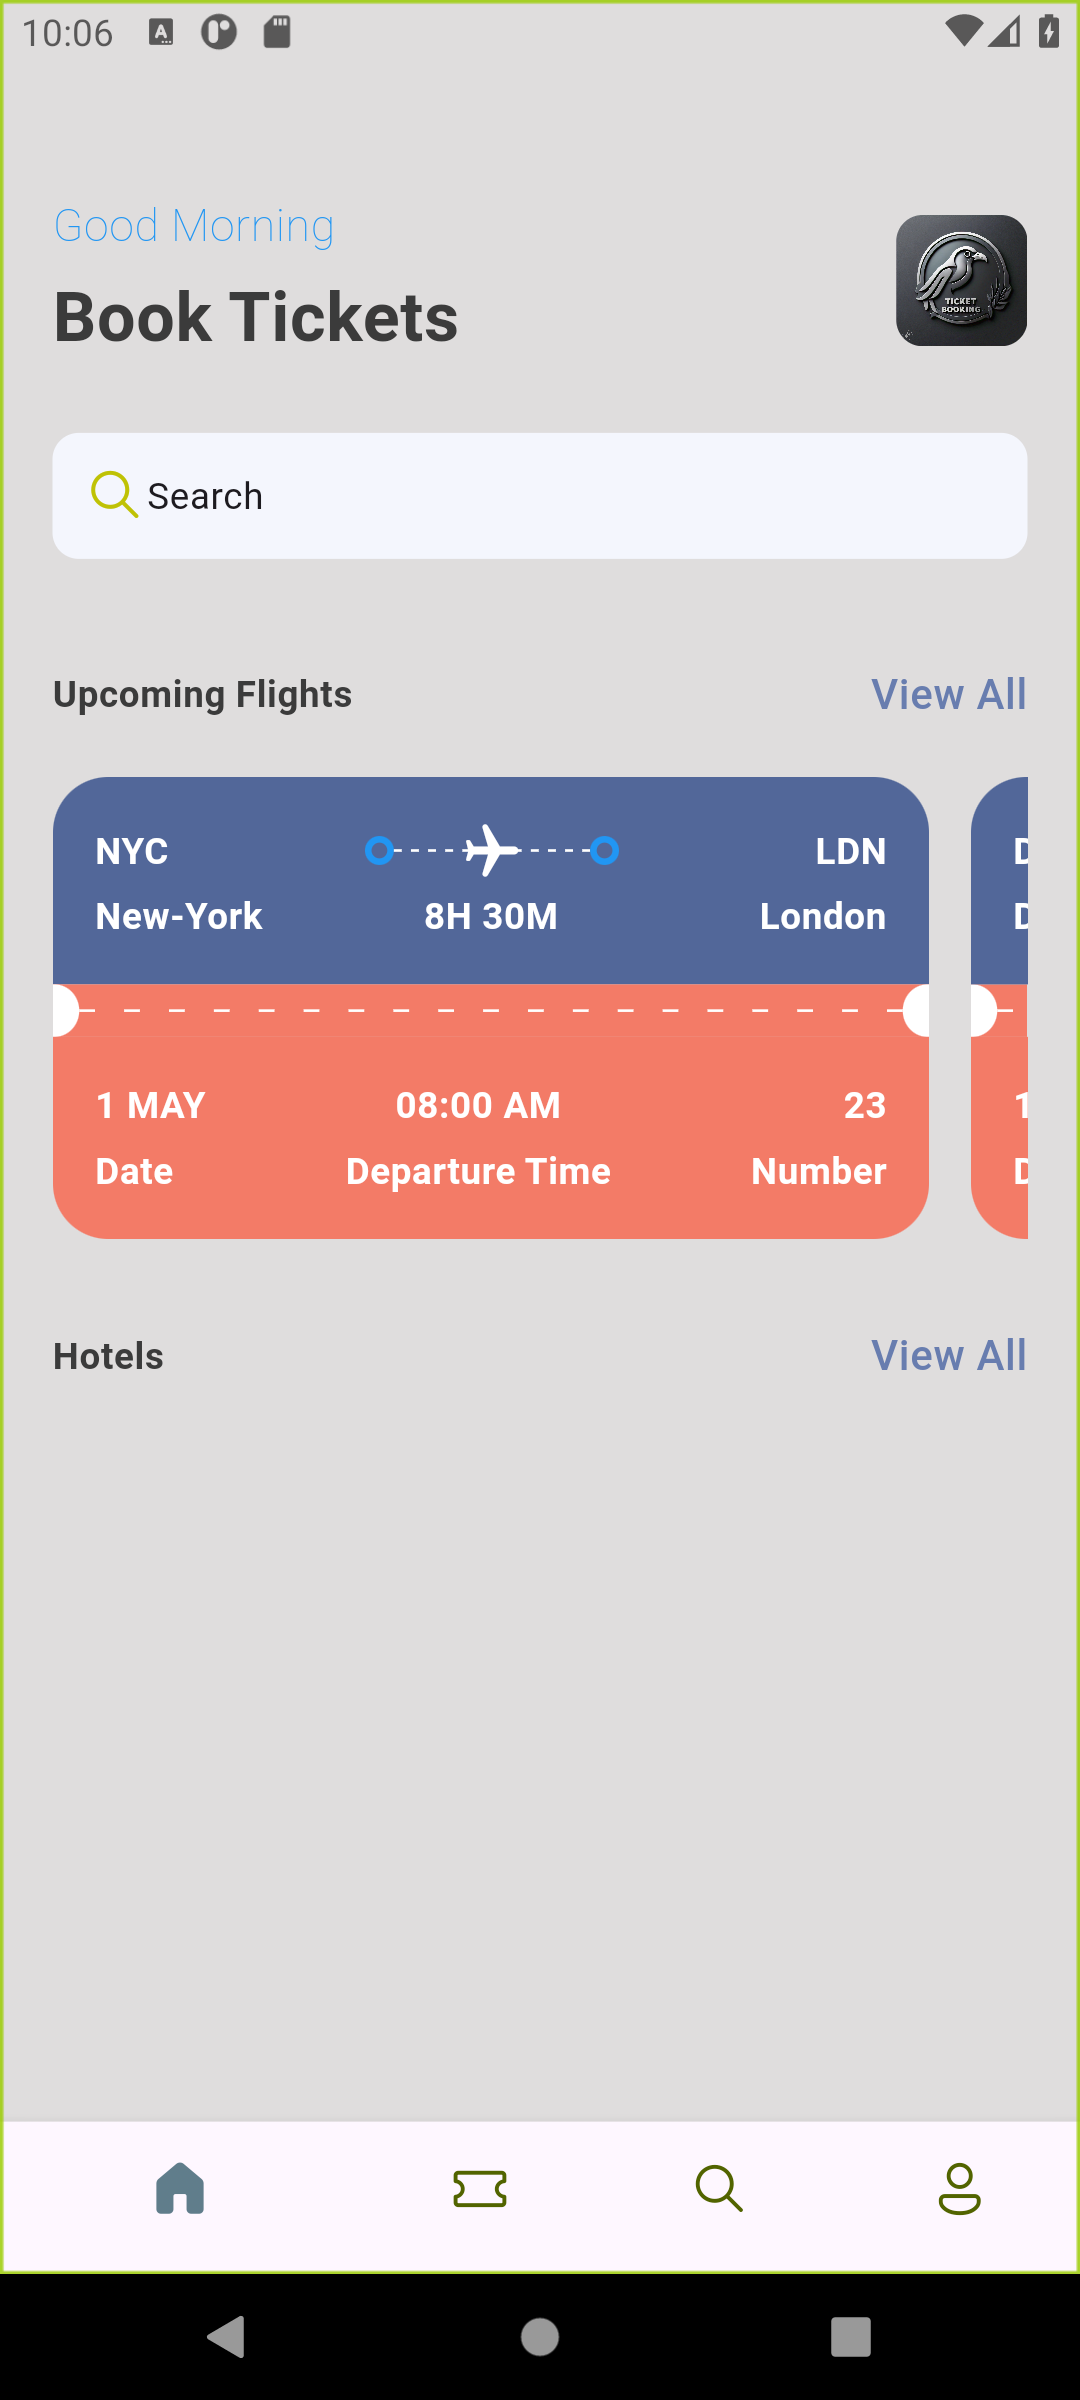 10:06
Good Morning
Book Tickets
TICKET
BOOKING
Search
Upcoming Flights View All
NYC LDN
New-York 8H 30M London
1 MAY 08:00 AM 23
Date Departure Time Number
Hotels View All